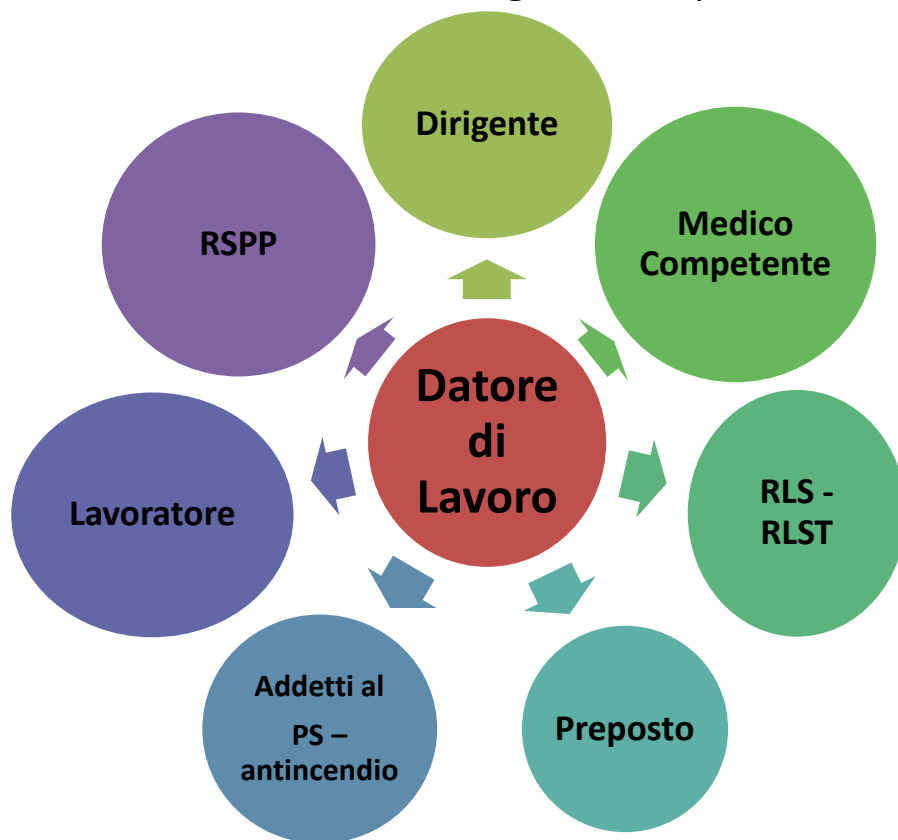 Dirigente
Medico
Competente
RSPP
Datore
di
Lavoro
RLS -
RLST
Lavoratore
Preposto
Addetti al
PS –
antincendio